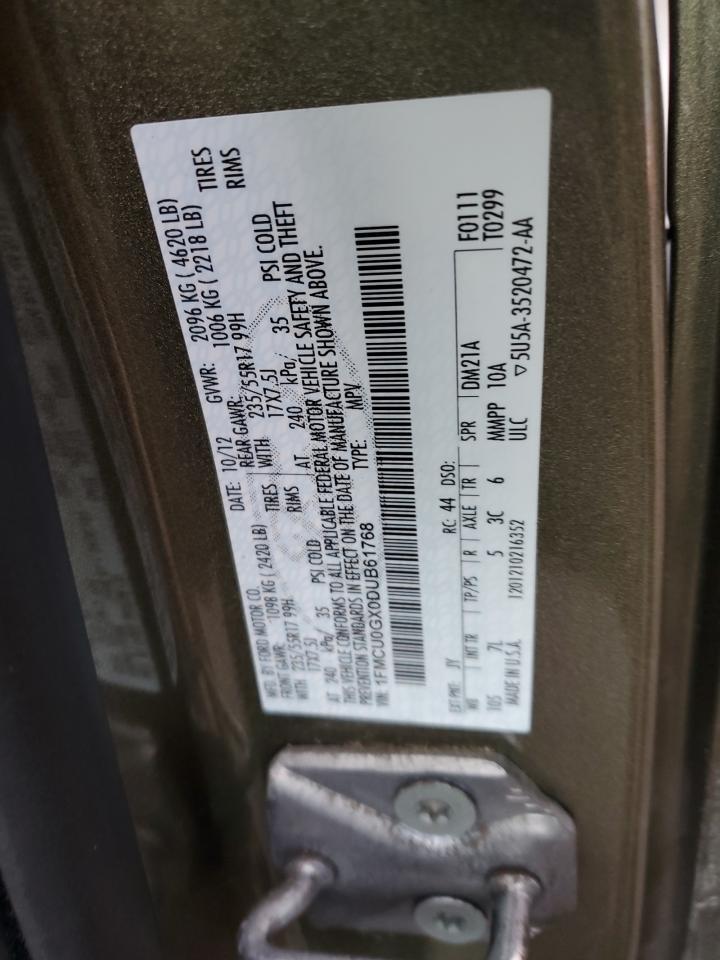 MFD. BY FORD MOTOR CO.
DATE: 10/12 GVWR: 2096 KG ( 4620 LB)
FRONT GAWR: 1098 KG ( 2420 LB) REAR GAWR: 1006 KG ( 2218 LB)
WITH 235/55R17 99H TIRES WITH 235/55R17 99H TIRES
17X7.5J RIMS 17X7.5J RIMS
AT 240 kPa/ 35 PSI COLD AT 240 kPa/ 35 PSI COLD
THIS VEHICLE CONFORMS TO ALL APPLICABLE FEDERAL MOTOR VEHICLE SAFETY AND THEFT
PREVENTION STANDARDS IN EFFECT ON THE DATE OF MANUFACTURE SHOWN ABOVE.
VIN: 1FMCU0GX0DUB61768 TYPE: MPV
F0111
T0299
EXT PNT: JY RC: 44 DSO:
WB INT TR TP/PS R AXLE TR SPR DM21A
105 7L 5 3C 6 MMPP 10A
MADE IN U.S.A. 1201210216352 ULC ▽5U5A-3520472-AA